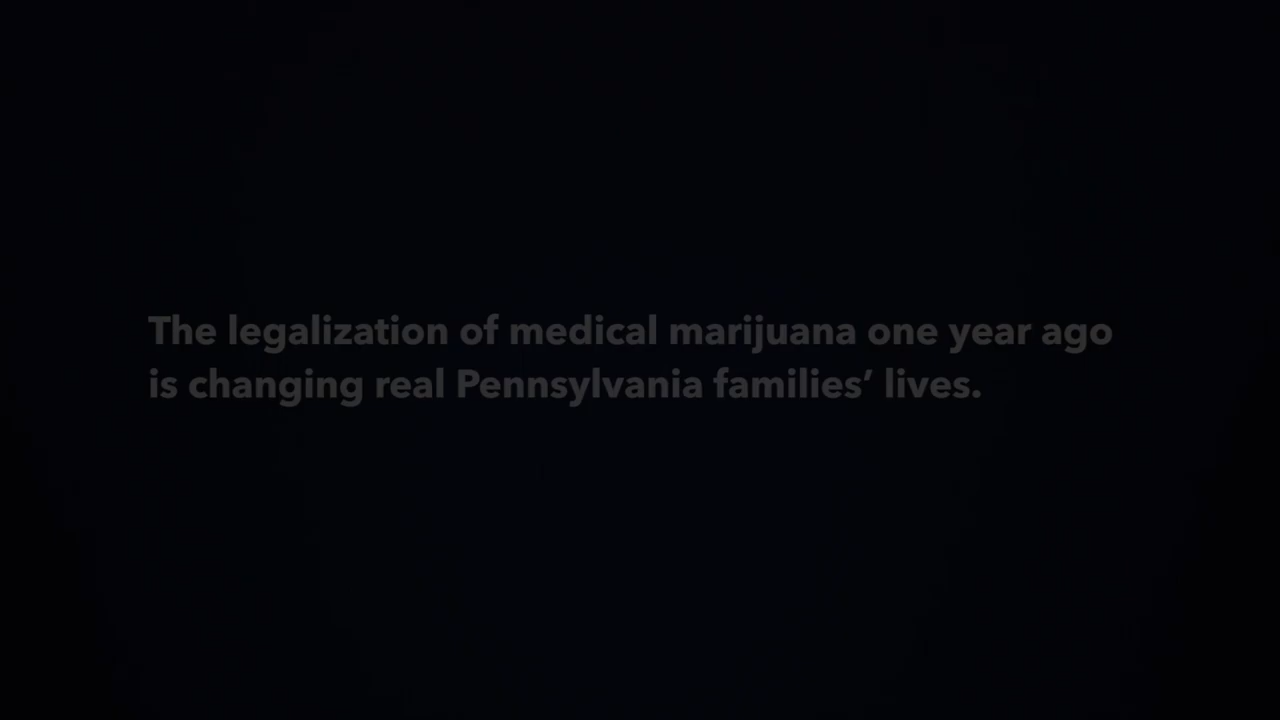 The legalization of medical marijuana one year ago
is changing real Pennsylvania families’ lives.